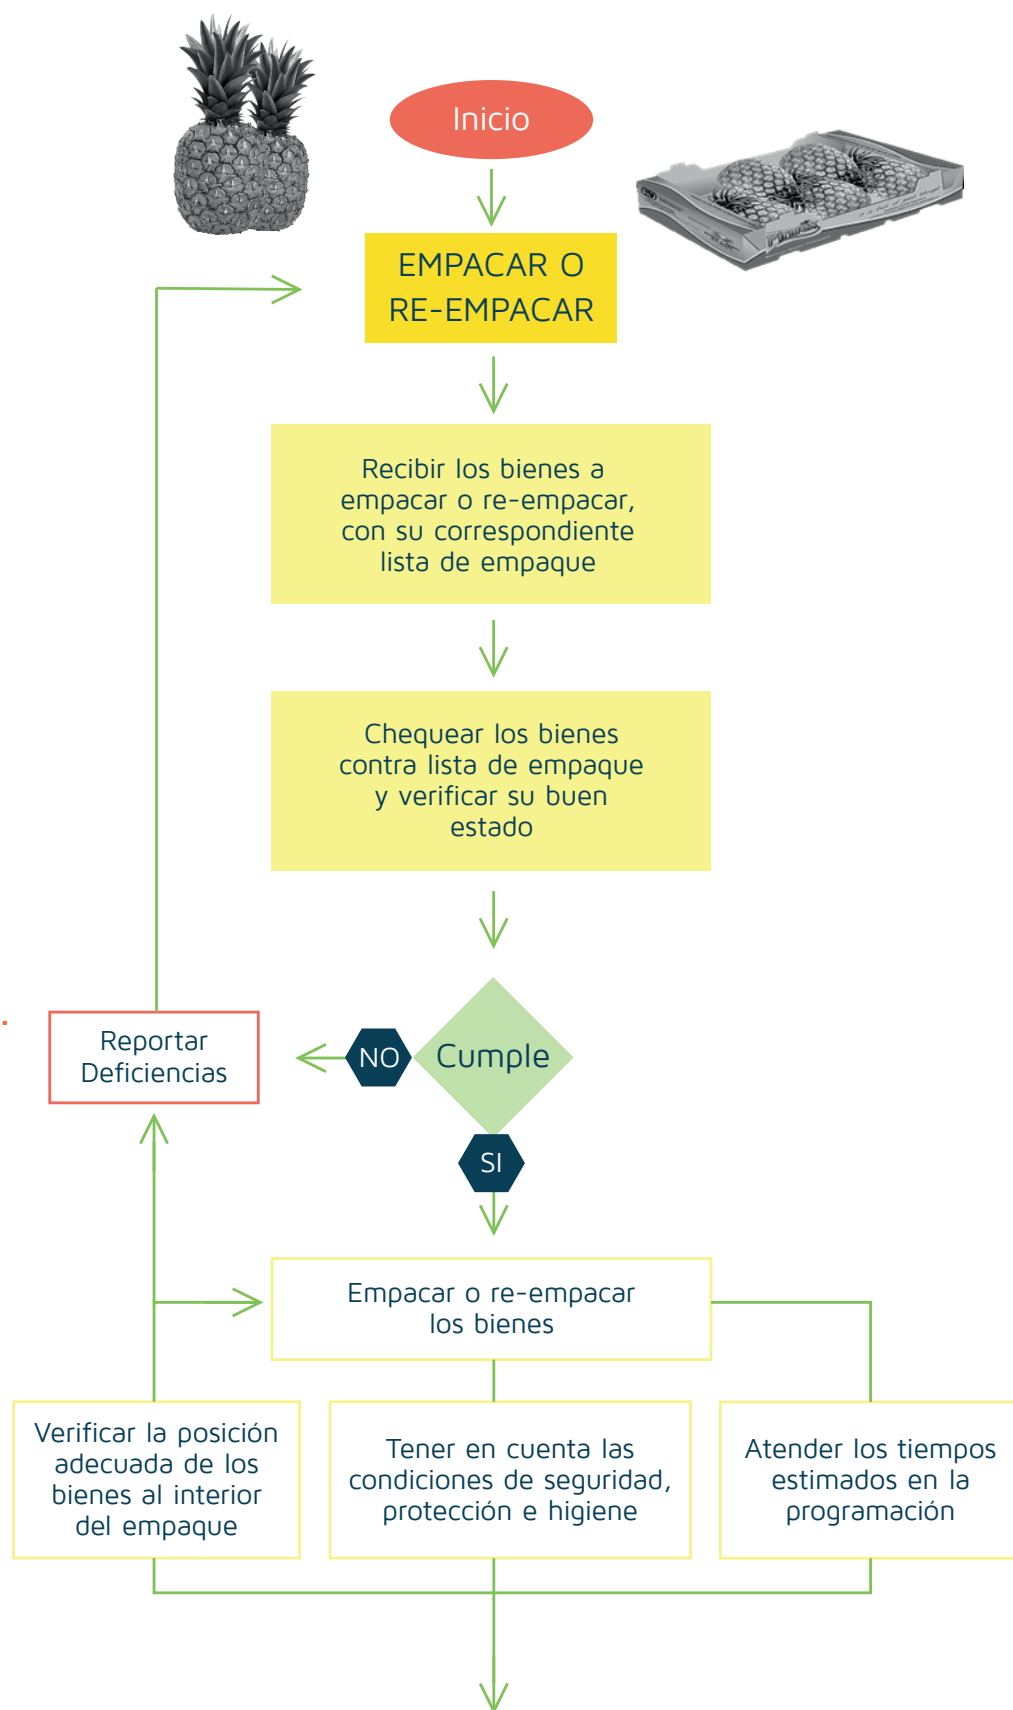 Inicio
EMPACAR O
RE-EMPACAR
Recibir los bienes a
empacar o re-empacar,
con su correspondiente
lista de empaque
Chequear los bienes
contra lista de empaque
y verificar su buen
estado
Cumple
NO
Reportar
Deficiencias
SI
Empacar o re-empacar
los bienes
Verificar la posición
adecuada de los
bienes al interior
del empaque
Tener en cuenta las
condiciones de seguridad,
protección e higiene
Atender los tiempos
estimados en la
programación